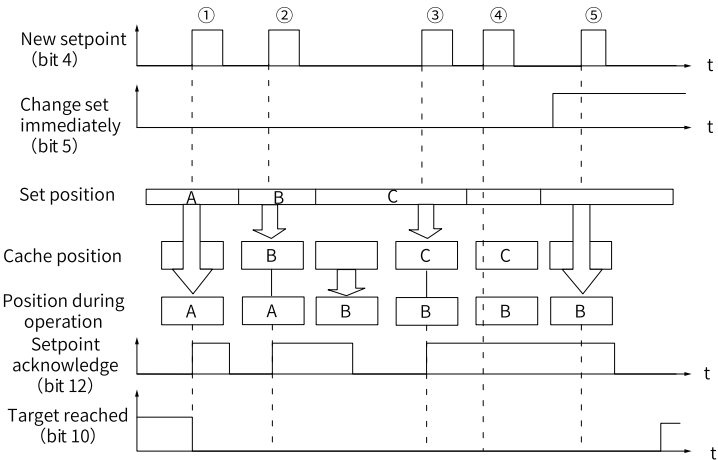 ① ② ③ ④ ⑤
New setpoint
(bit 4)
t
Change set
immediately
(bit 5)
t
Set position
A B C
Cache position
B C C
Position during
operation
A A B B B B
Setpoint
acknowledge
(bit 12)
t
Target reached
(bit 10)
t